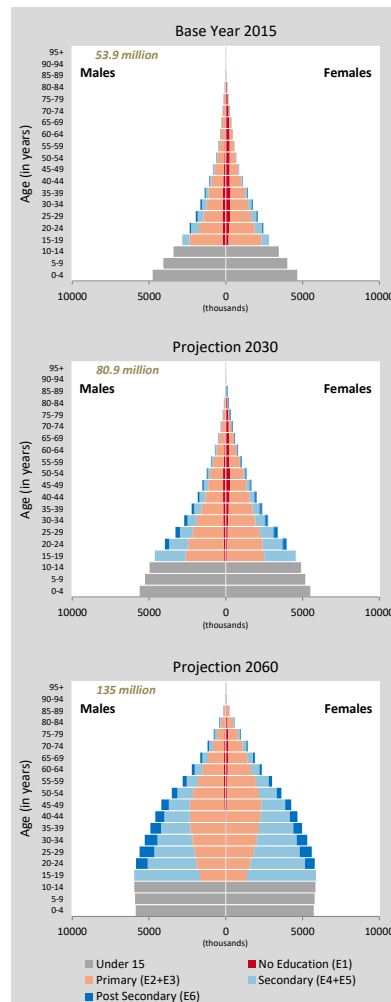 Base Year 2015
53.9 million
Males
Females
Age (in years)
95+
90-94
85-89
80-84
75-79
70-74
65-69
60-64
55-59
50-54
45-49
40-44
35-39
30-34
25-29
20-24
15-19
10-14
5-9
0-4
10000 5000 0 5000 10000
(thousands)
Projection 2030
80.9 million
Males
Females
Age (in years)
95+
90-94
85-89
80-84
75-79
70-74
65-69
60-64
55-59
50-54
45-49
40-44
35-39
30-34
25-29
20-24
15-19
10-14
5-9
0-4
10000 5000 0 5000 10000
(thousands)
Projection 2060
135 million
Males
Females
Age (in years)
95+
90-94
85-89
80-84
75-79
70-74
65-69
60-64
55-59
50-54
45-49
40-44
35-39
30-34
25-29
20-24
15-19
10-14
5-9
0-4
10000 5000 0 5000 10000
(thousands)
Under 15 No Education (E1)
Primary (E2+E3) Secondary (E4+E5)
Post Secondary (E6)